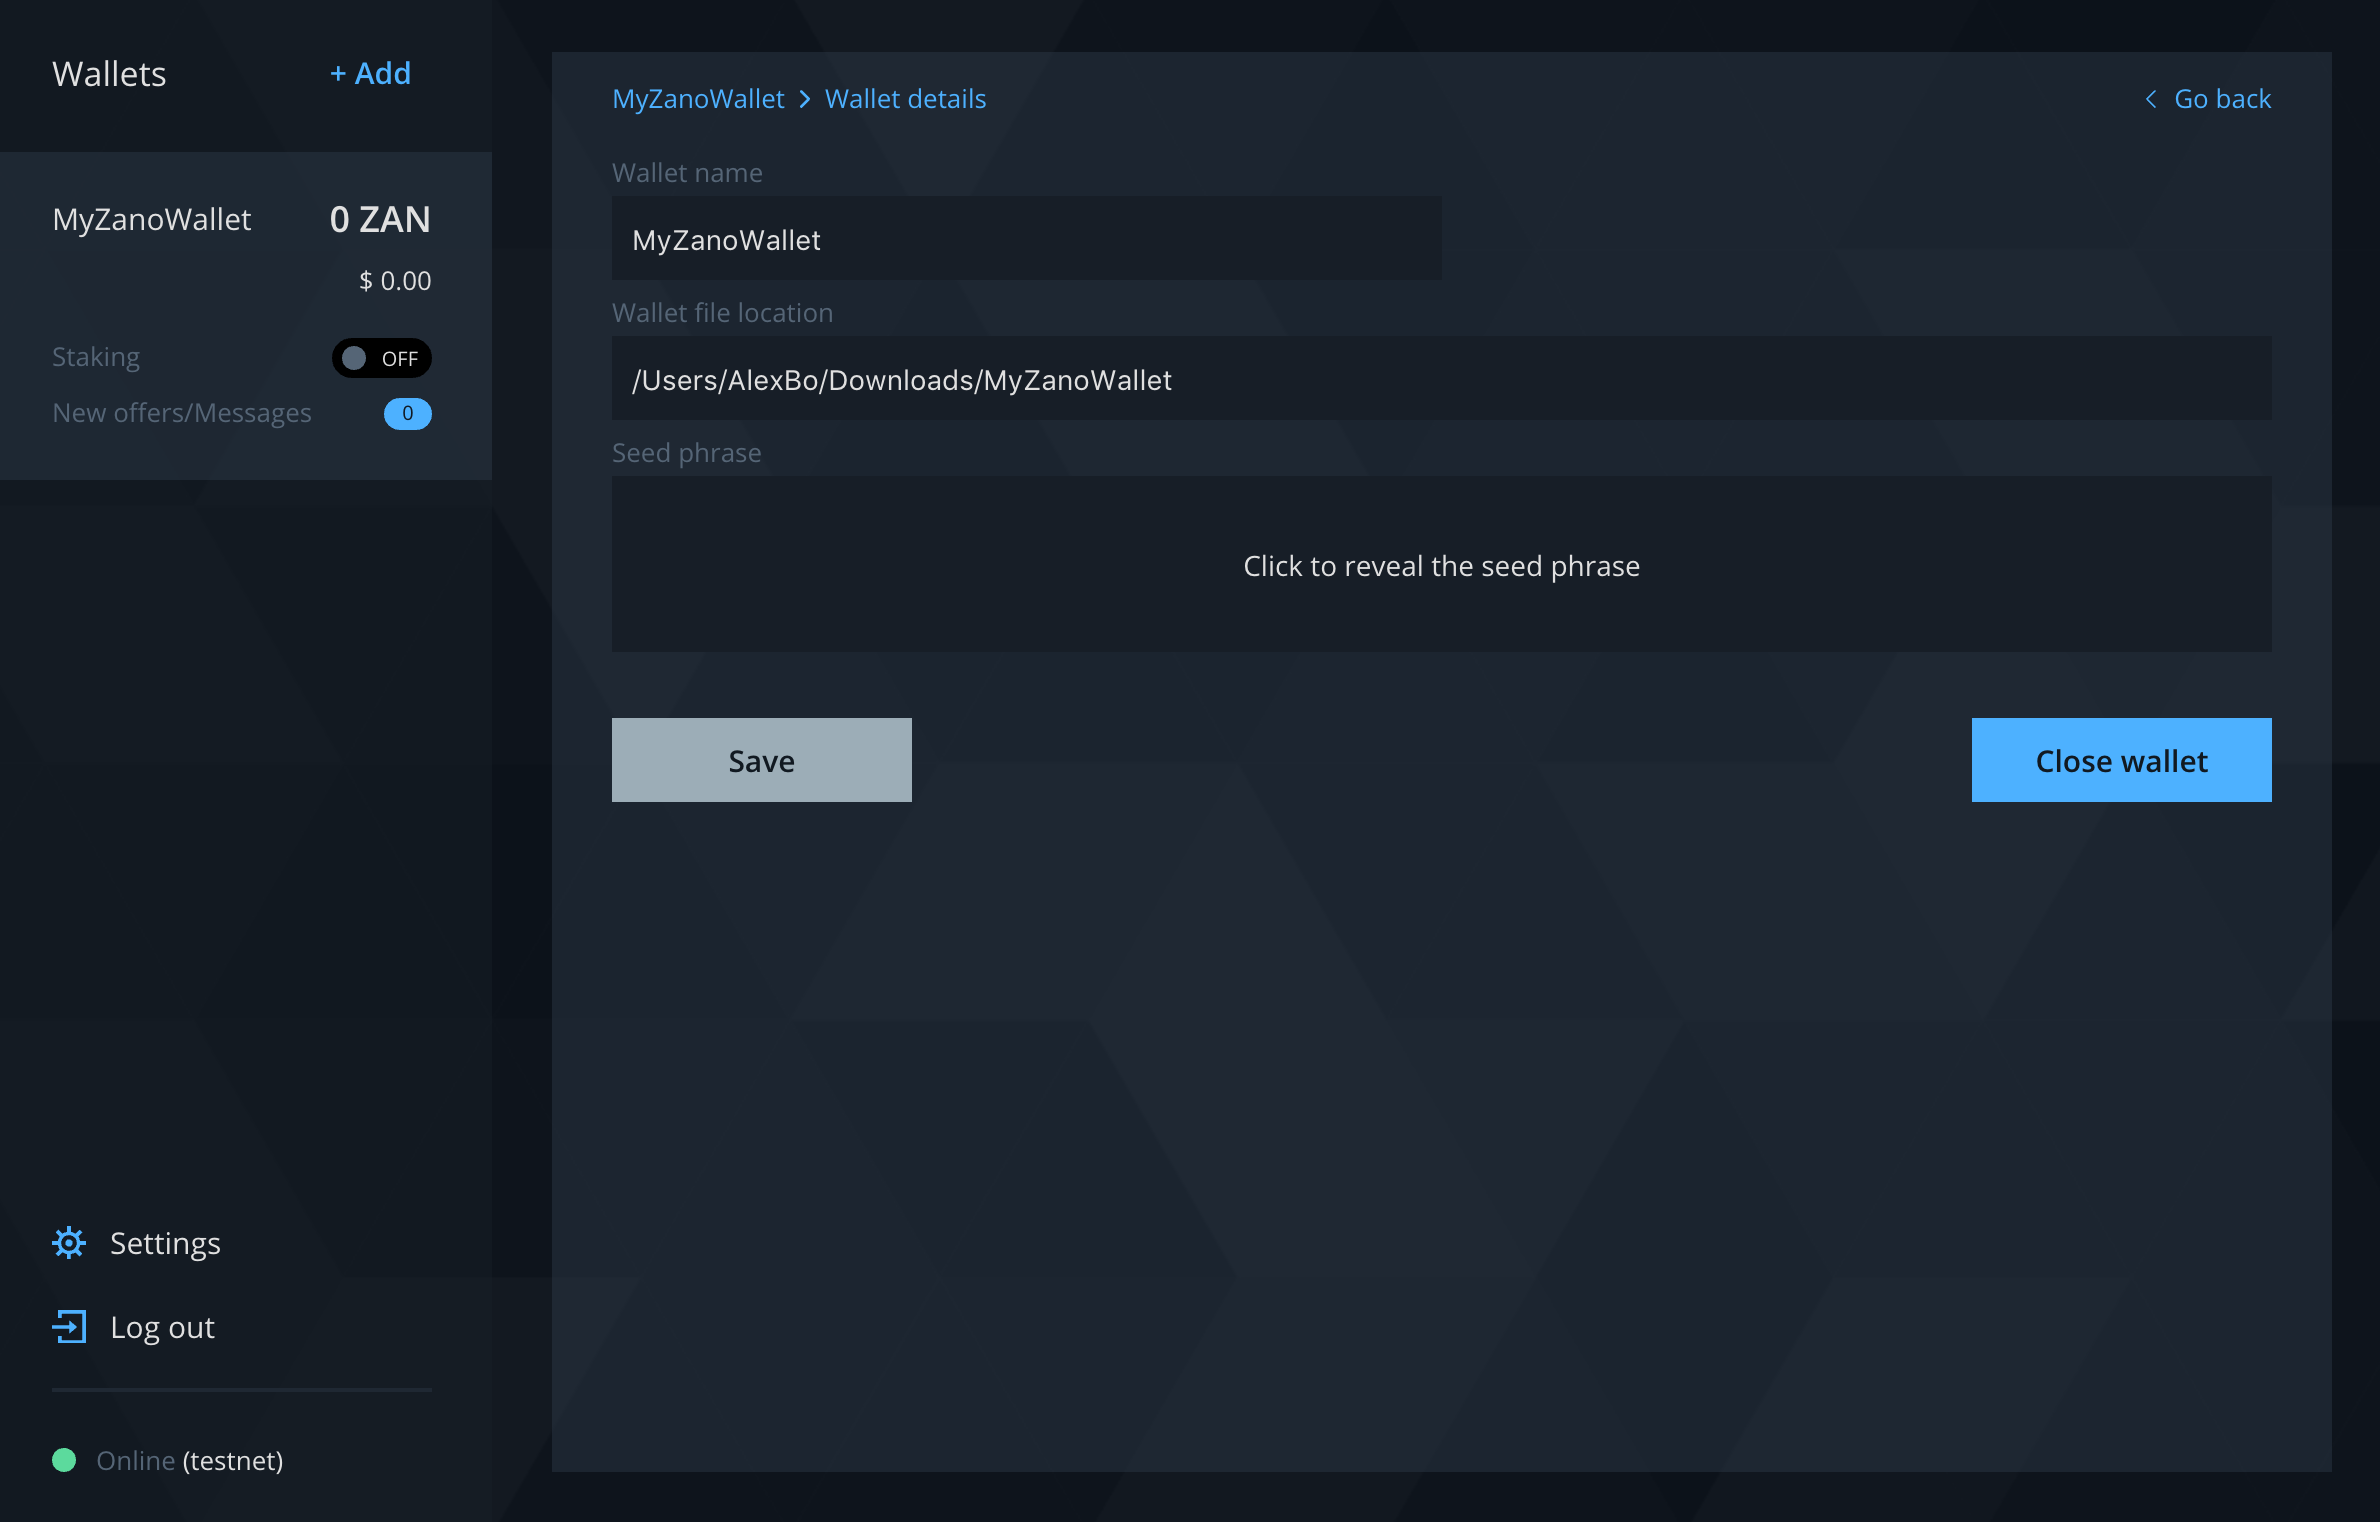 Wallets
+ Add
MyZanoWallet
0 ZAN
$ 0.00
Staking
OFF
New offers/Messages
0
Settings
Log out
Online (testnet)
MyZanoWallet > Wallet details
< Go back
Wallet name
MyZanoWallet
Wallet file location
/Users/AlexBo/Downloads/MyZanoWallet
Seed phrase
Click to reveal the seed phrase
Save
Close wallet